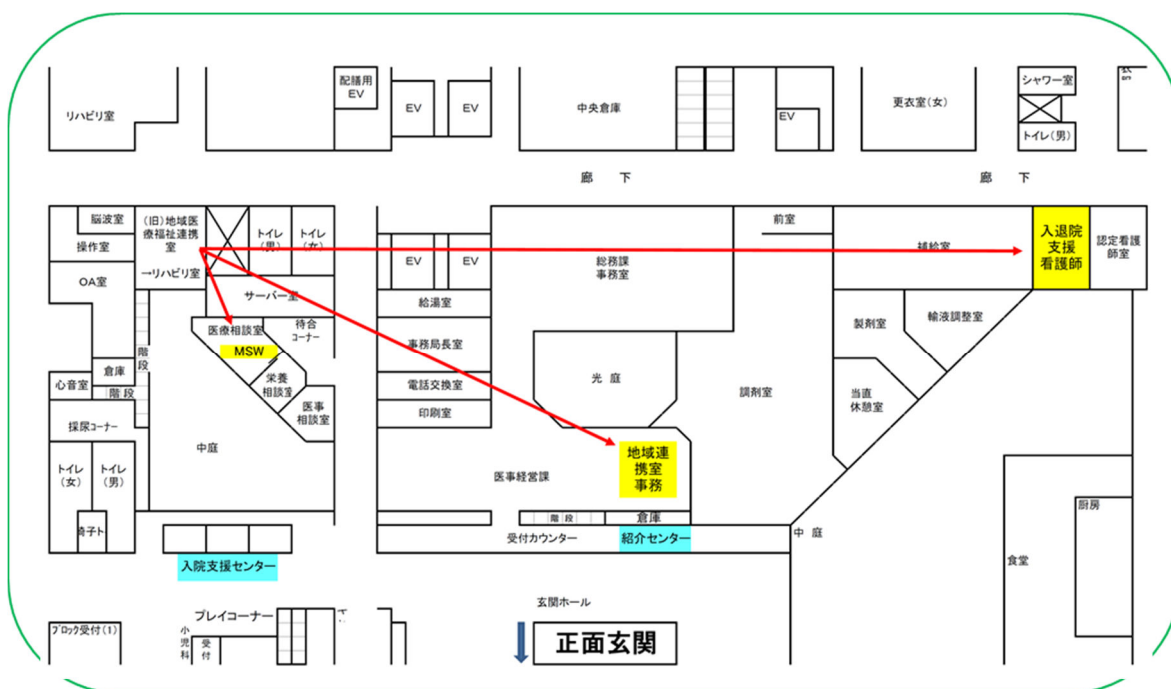 配膳用
EV
EV
EV
リハビリ室
中央倉庫
EV
更衣室(女)
シャワー室
トイレ(男)
廊　下
廊　下
脳波室
操作室
OA室
(旧)地域医
療福祉連携
室
→リハビリ室
トイレ
(男)
トイレ
(女)
サーバー室
EV
EV
総務課
事務室
前室
補給室
入退院
支援
看護師
認定看護
師室
医療相談室
MSW
待合
コーナー
栄養
相談室
医事
相談室
階
段
給湯室
事務局長室
電話交換室
印刷室
光庭
調剤室
製剤室
輸液調整室
当直
休憩室
倉庫
心音室
階段
採尿コーナー
トイレ
(女)
トイレ
(男)
中庭
医事経営課
地域連
携室
事務
階段
倉庫
受付カウンター
紹介センター
中庭
厨房
食堂
入院支援センター
玄関ホール
正面玄関
ブロック受付(1)
プレイコーナー
小児科
受付